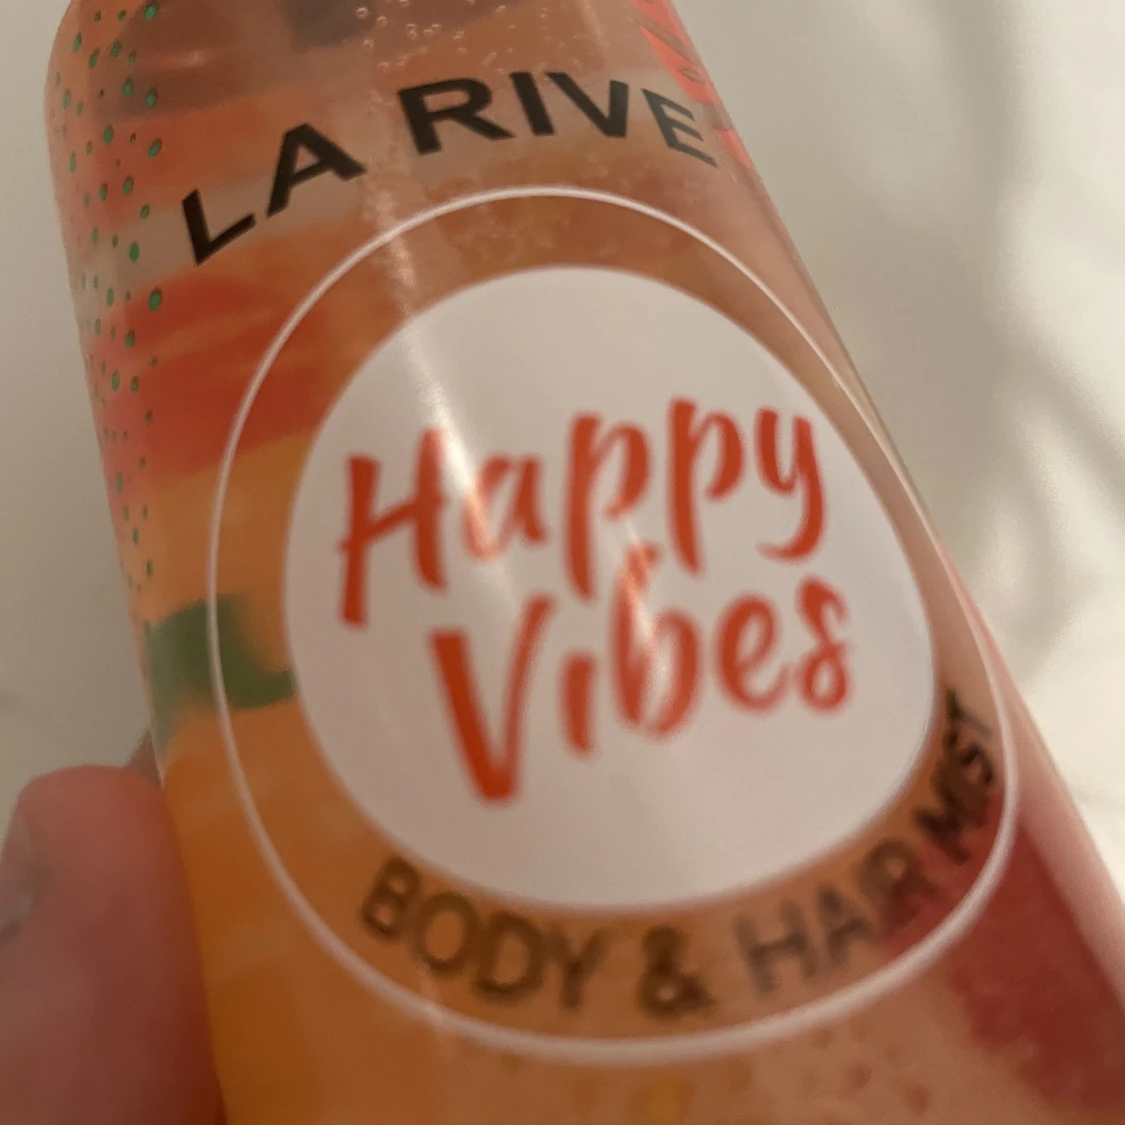 LA RIVE
Happy
Vibes
BODY & HAIR MIST